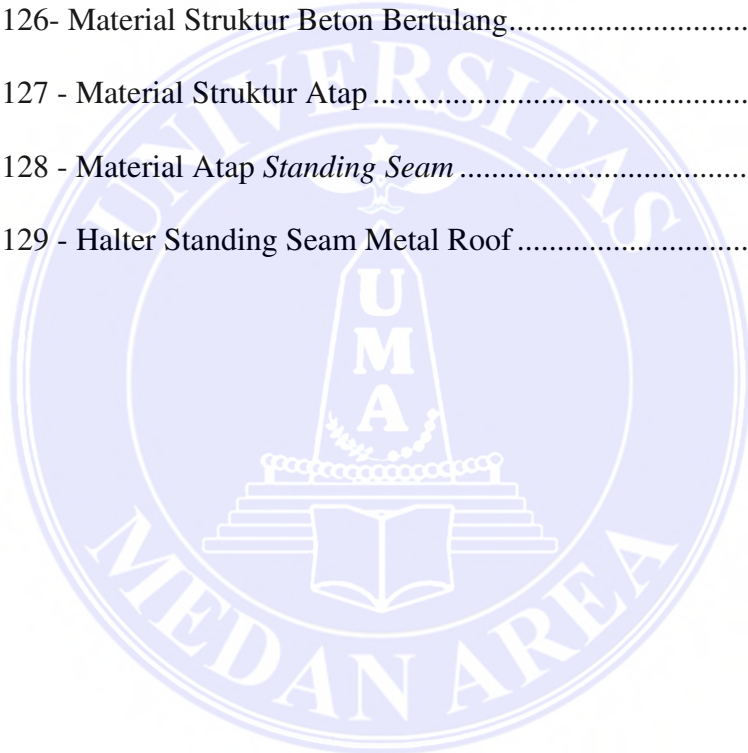 126- Material Struktur Beton Bertulang..............................
127 - Material Struktur Atap ...............................................
128 - Material Atap Standing Seam ....................................
129 - Halter Standing Seam Metal Roof .............................
UNIVERSITAS
UMA
MEDAN AREA